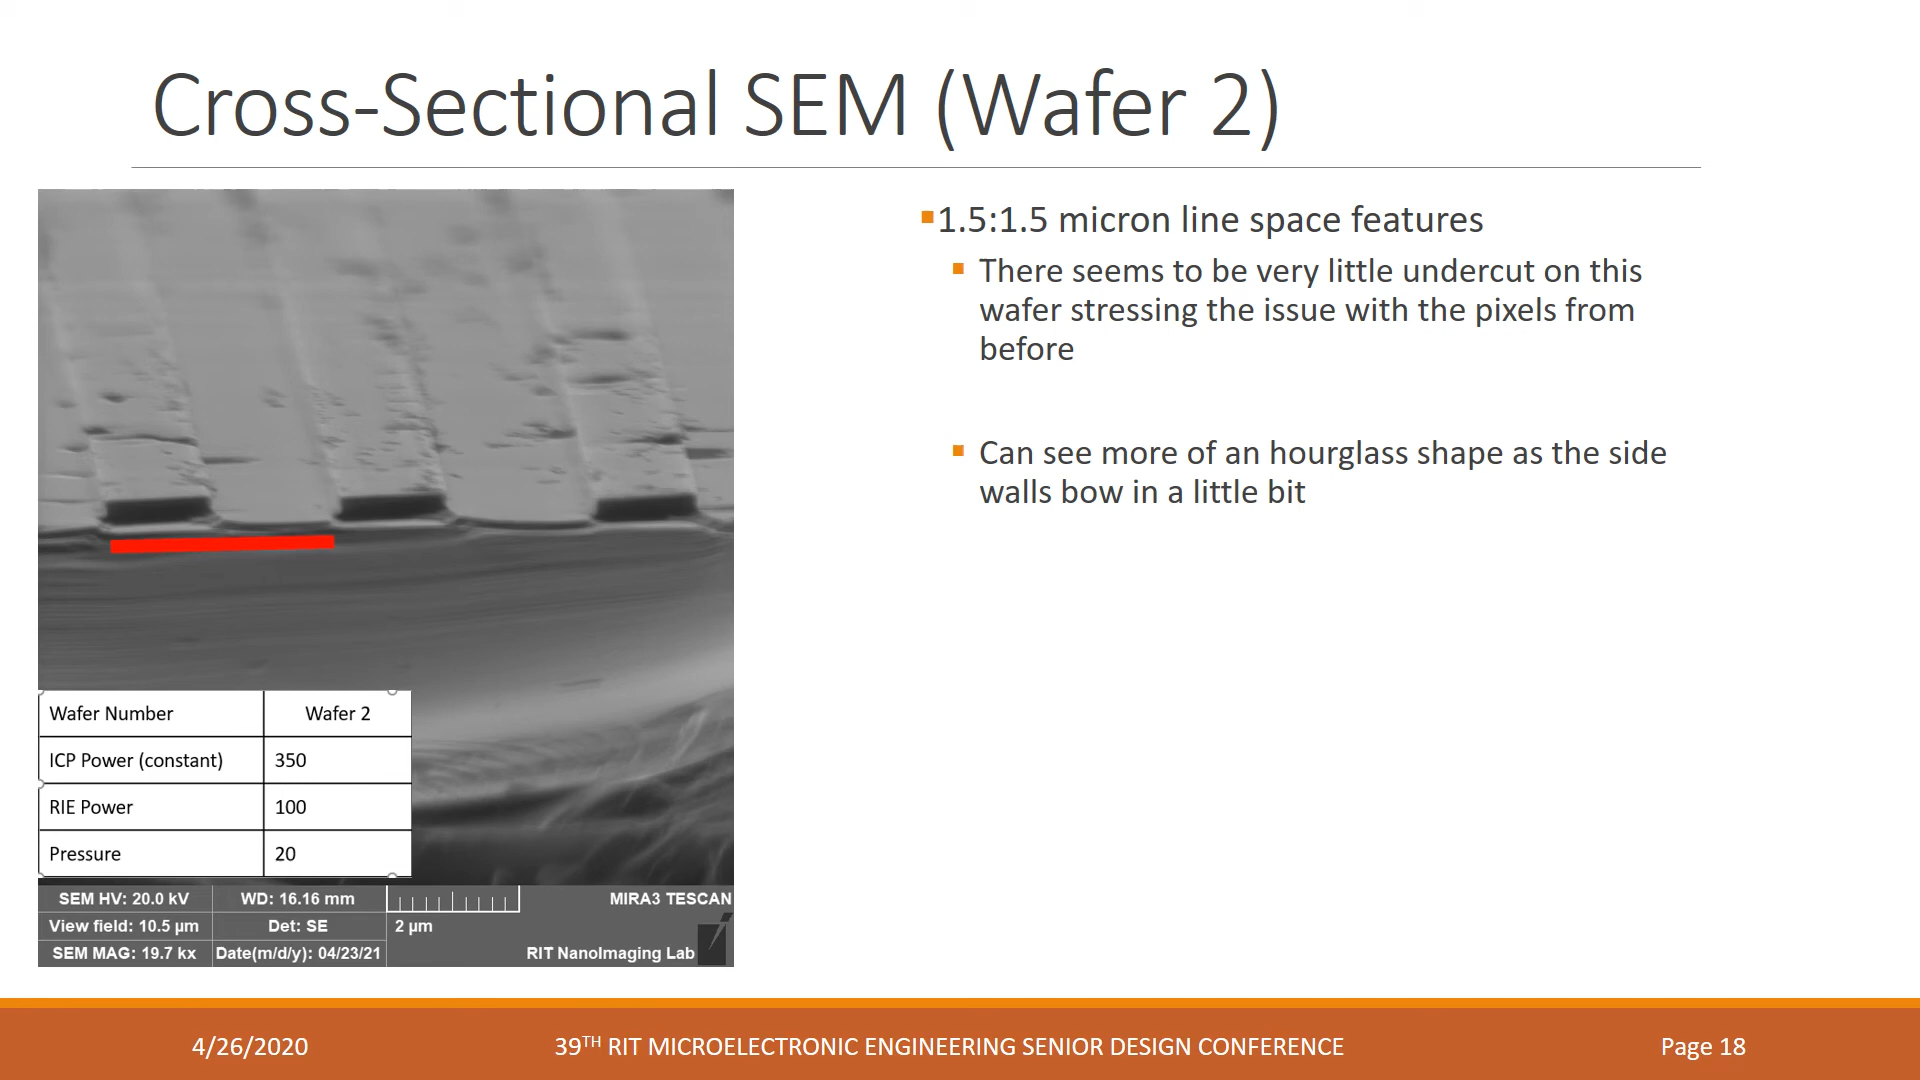 Cross-Sectional SEM (Wafer 2)
1.5:1.5 micron line space features
There seems to be very little undercut on this
wafer stressing the issue with the pixels from
before
Can see more of an hourglass shape as the side
walls bow in a little bit
Wafer Number Wafer 2
ICP Power (constant) 350
RIE Power 100
Pressure 20
SEM HV: 20.0 kV WD: 16.16 mm MIRA3 TESCAN
View field: 10.5 µm Det: SE 2 µm
SEM MAG: 19.7 kx Date(m/d/y): 04/23/21 RIT NanoImaging Lab
4/26/2020 39TH RIT MICROELECTRONIC ENGINEERING SENIOR DESIGN CONFERENCE Page 18